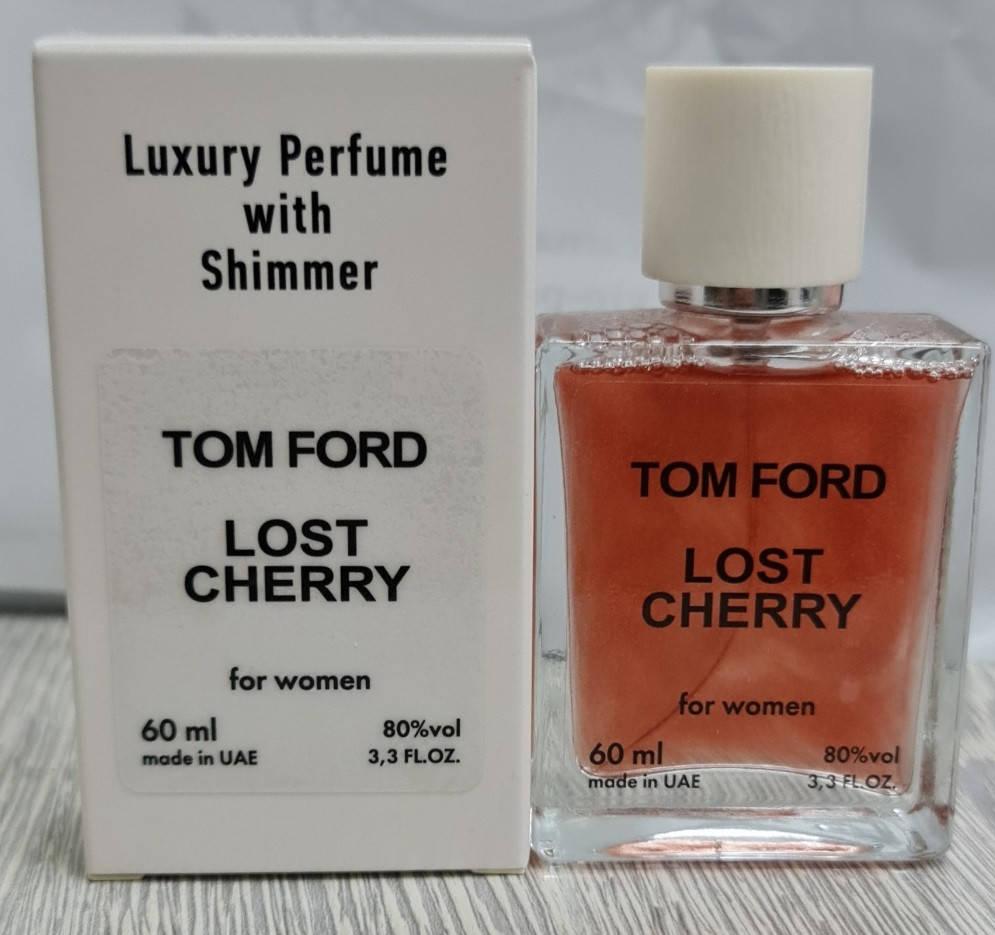 Luxury Perfume
with
Shimmer
TOM FORD
LOST
CHERRY
for women
60 ml
80%vol
made in UAE
3,3 FL.OZ.
TOM FORD
LOST
CHERRY
for women
60 ml
80%vol
made in UAE
3,3 FL.OZ.